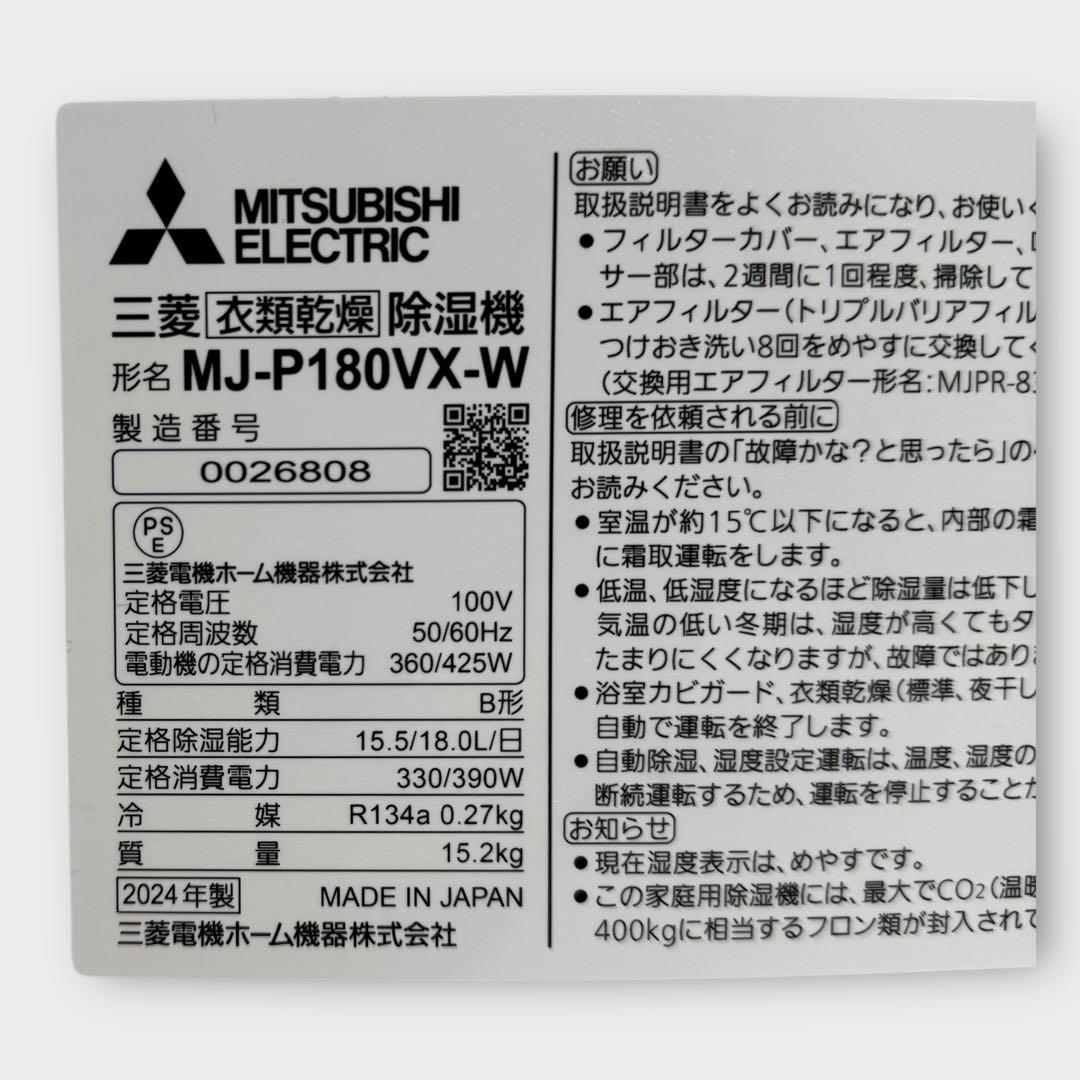 MITSUBISHI
ELECTRIC
三菱 衣類乾燥 除湿機
形名 MJ-P180VX-W
製造番号
0026808
PS
E
三菱電機ホーム機器株式会社
定格電圧 100V
定格周波数 50/60Hz
電動機の定格消費電力 360/425W
種類 B形
定格除湿能力 15.5/18.0L/日
定格消費電力 330/390W
冷媒 R134a 0.27kg
質量 15.2kg
2024年製 MADE IN JAPAN
三菱電機ホーム機器株式会社
お願い
取扱説明書をよくお読みになり、お使い
●フィルターカバー、エアフィルター、
サー部は、2週間に1回程度、掃除して
●エアフィルター(トリプルバリアフィル
つけおき洗い8回をめやすに交換して
(交換用エアフィルター形名:MJPR-8
修理を依頼される前に
取扱説明書の「故障かな?と思ったら」の
お読みください。
●室温が約15℃以下になると、内部の霜
に霜取運転をします。
●低温、低湿度になるほど除湿量は低下し
気温の低い冬期は、湿度が高くてもタ
たまりにくくなりますが、故障ではあり
●浴室カビガード、衣類乾燥(標準、夜干し
自動で運転を終了します。
●自動除湿、湿度設定運転は、温度、湿度の
断続運転するため、運転を停止することが
お知らせ
●現在湿度表示は、めやすです。
●この家庭用除湿機には、最大でCO2(温暖
400kgに相当するフロン類が封入されて